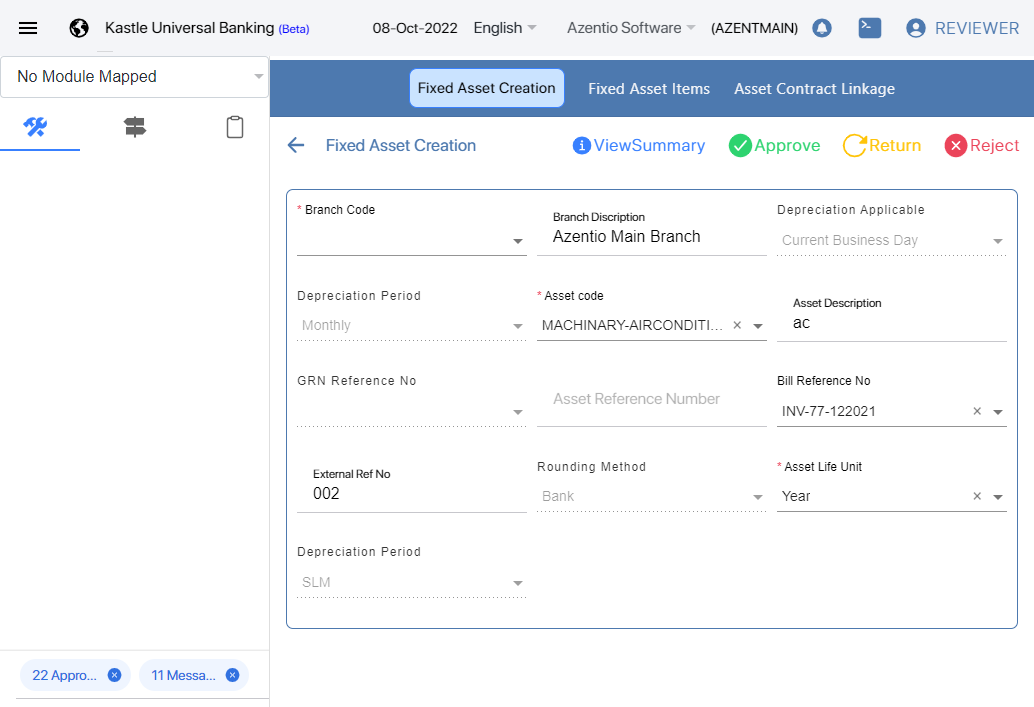 Kastle Universal Banking (Beta) 08-Oct-2022 English Azentio Software (AZENTMAIN) REVIEWER
No Module Mapped
Fixed Asset Creation Fixed Asset Items Asset Contract Linkage
Fixed Asset Creation ViewSummary Approve Return Reject
* Branch Code
Branch Discription
Azentio Main Branch
Depreciation Applicable
Current Business Day
Depreciation Period
Monthly
* Asset code
MACHINARY-AIRCONDITI...
Asset Description
ac
GRN Reference No
Asset Reference Number
Bill Reference No
INV-77-122021
External Ref No
002
Rounding Method
Bank
* Asset Life Unit
Year
Depreciation Period
SLM
22 Appro... 11 Messa...